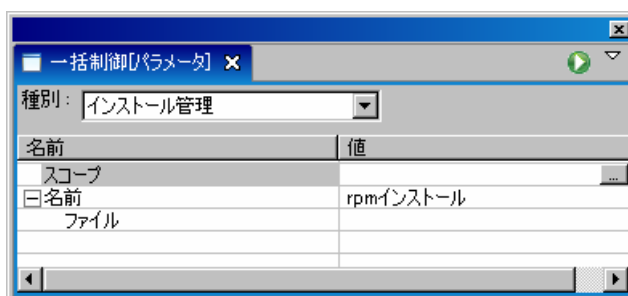 一括制御[パラメータ]
種別: インストール管理
名前 値
スコープ ...
名前 rpmインストール
ファイル